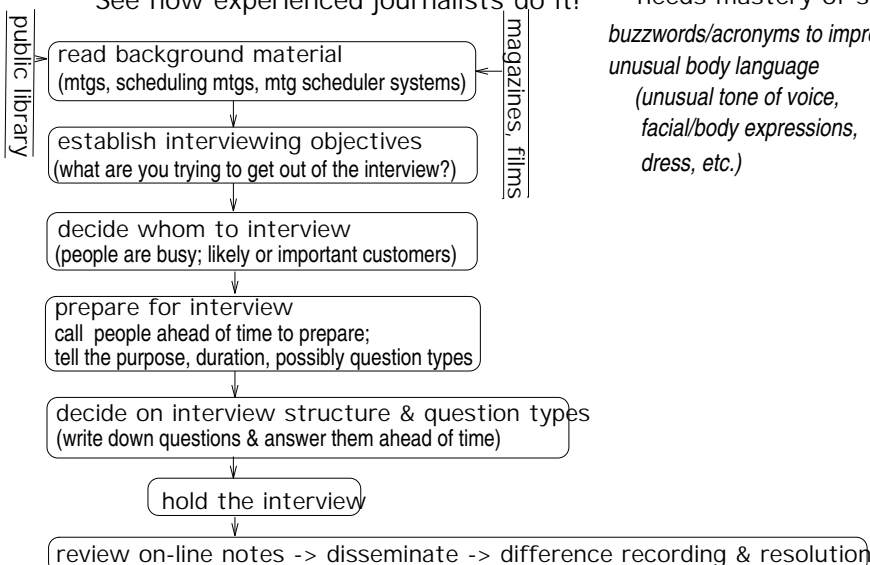 See how experienced journalists do it!
public library
read background material
(mtgs, scheduling mtgs, mtg scheduler systems)
magazines, films
establish interviewing objectives
(what are you trying to get out of the interview?)
decide whom to interview
(people are busy; likely or important customers)
prepare for interview
call people ahead of time to prepare;
tell the purpose, duration, possibly question types
decide on interview structure & question types
(write down questions & answer them ahead of time)
hold the interview
review on-line notes -> disseminate -> difference recording & resolution
needs mastery of
buzzwords/acronyms to
unusual body language
(unusual tone of voice,
facial/body expressions,
dress, etc.)